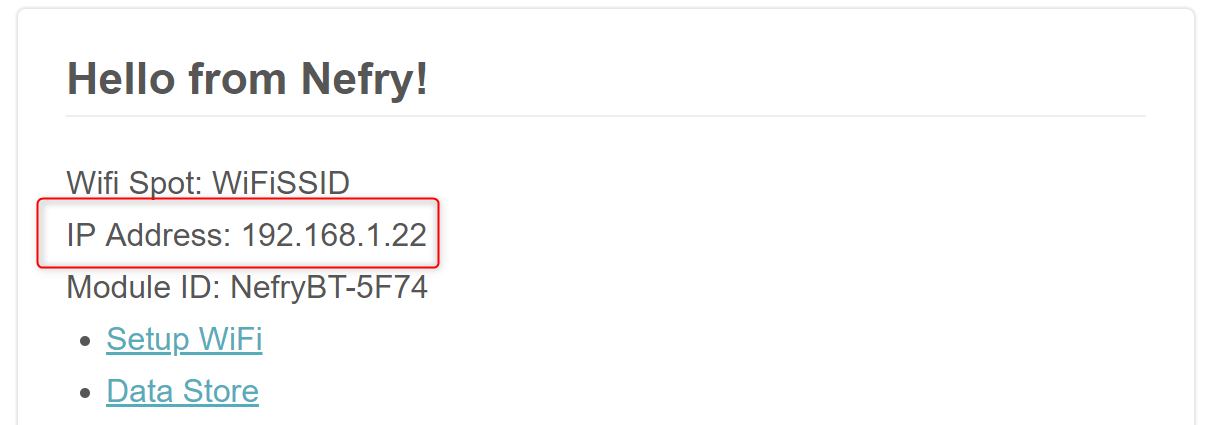 Hello from Nefry!
Wifi Spot: WiFiSSID
IP Address: 192.168.1.22
Module ID: NefryBT-5F74
Setup WiFi
Data Store